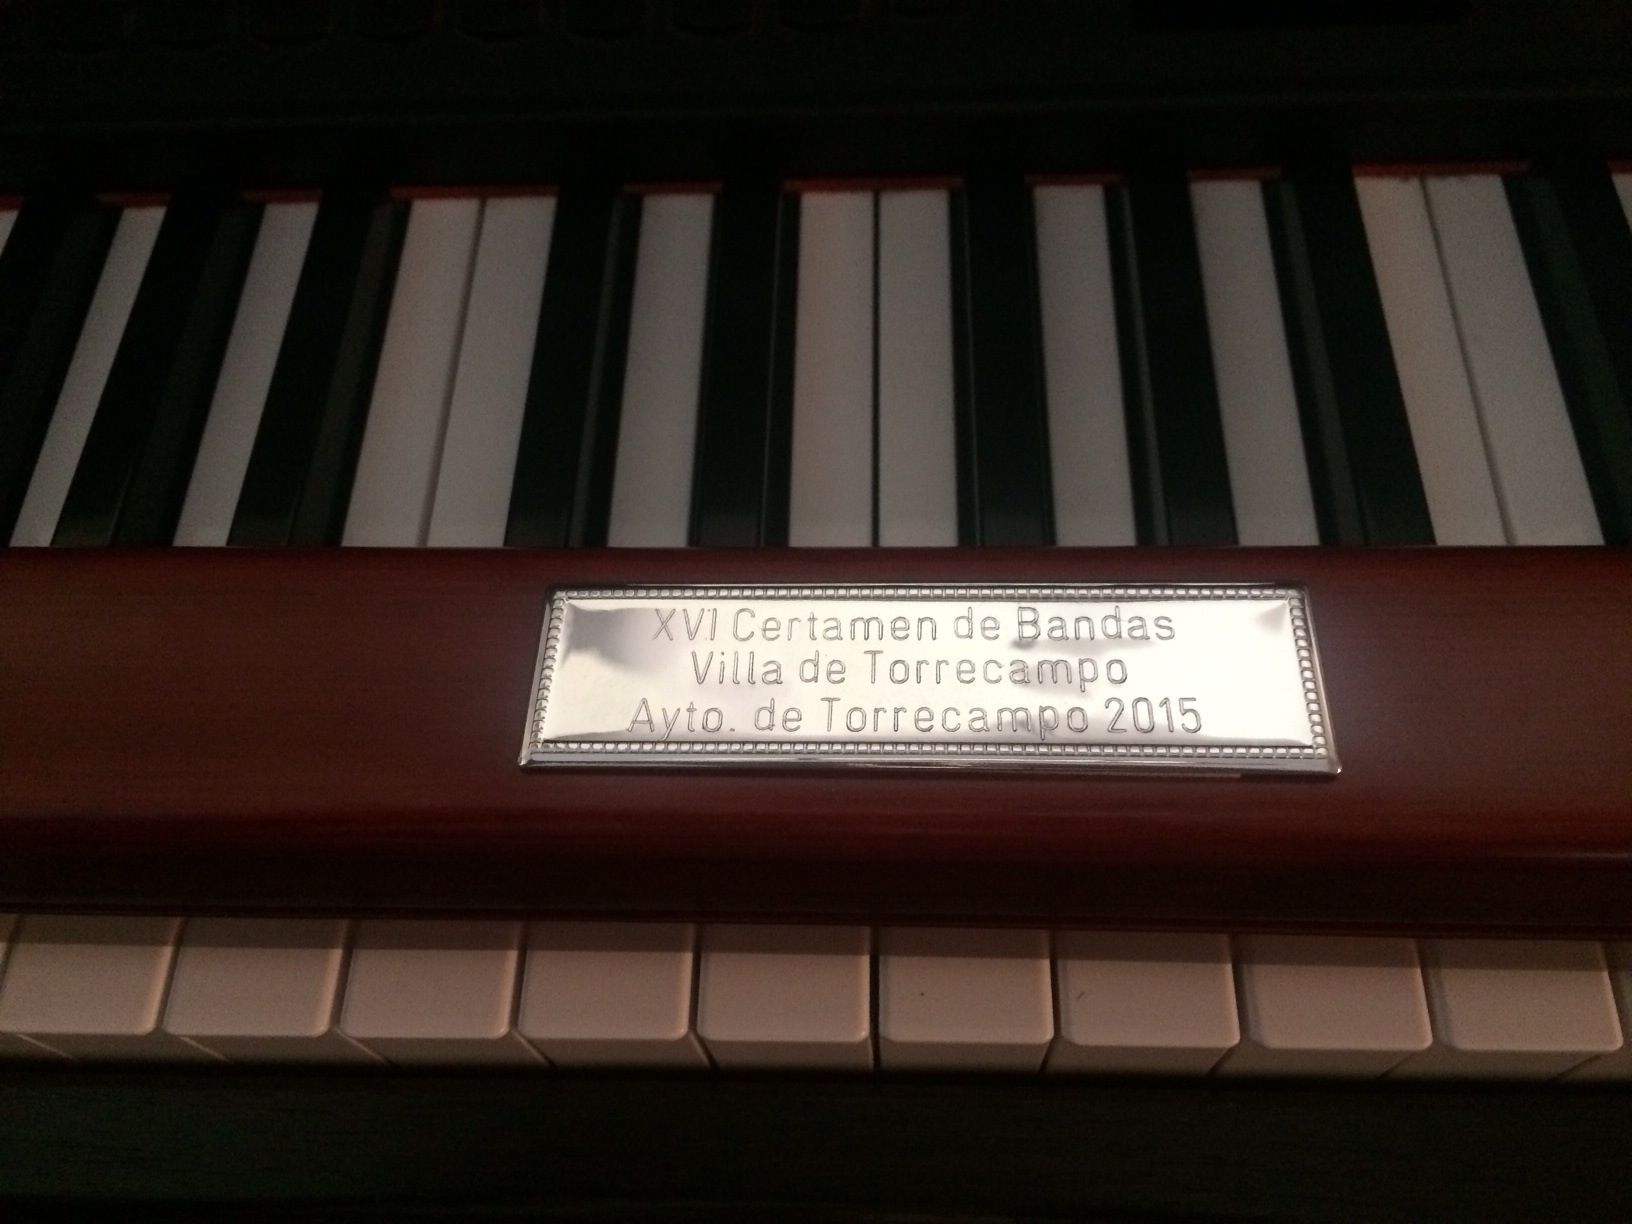 XVI Certamen de Bandas
Villa de Torrecampo
Ayto. de Torrecampo 2015